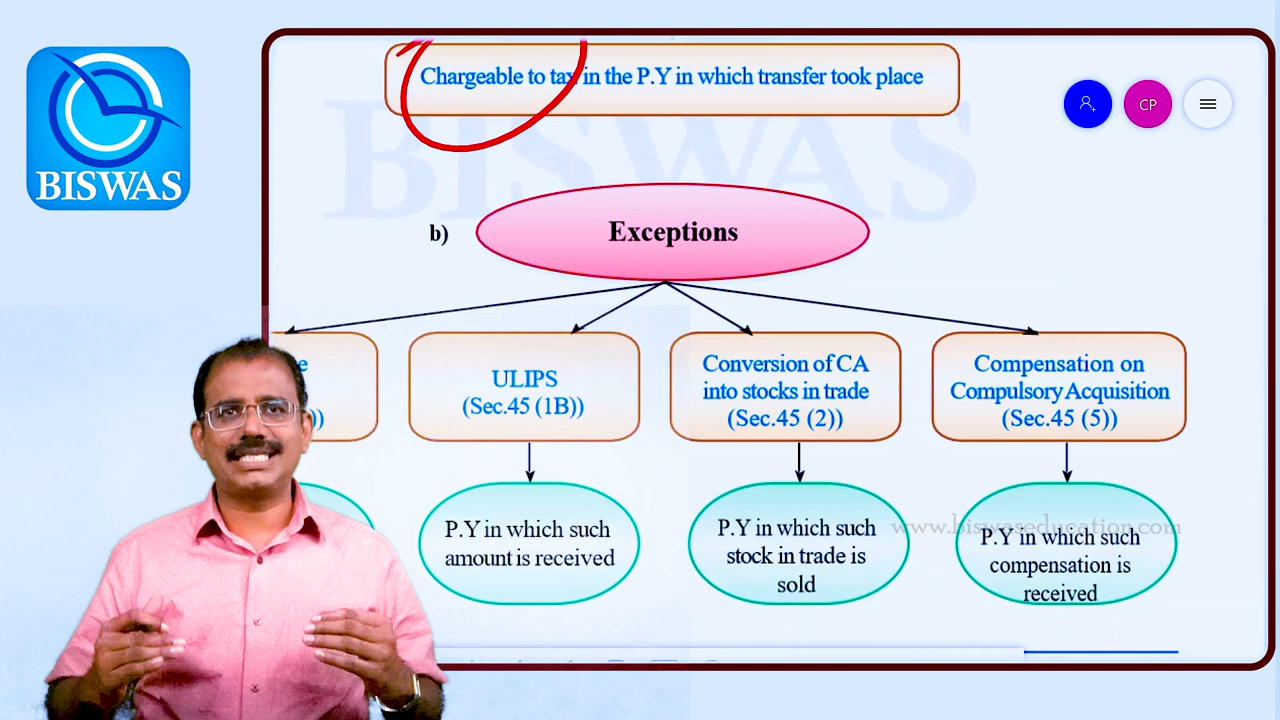 BISWAS
Chargeable to tax in the P.Y in which transfer took place
CP
BISWAS
b)
Exceptions
ULIPS
(Sec.45 (1B))
Conversion of CA
into stocks in trade
(Sec.45 (2))
Compensation on
Compulsory Acquisition
(Sec.45 (5))
P.Y in which such
amount is received
P.Y in which such
stock in trade is
sold
www.biswaseducation.com
P.Y in which such
compensation is
received